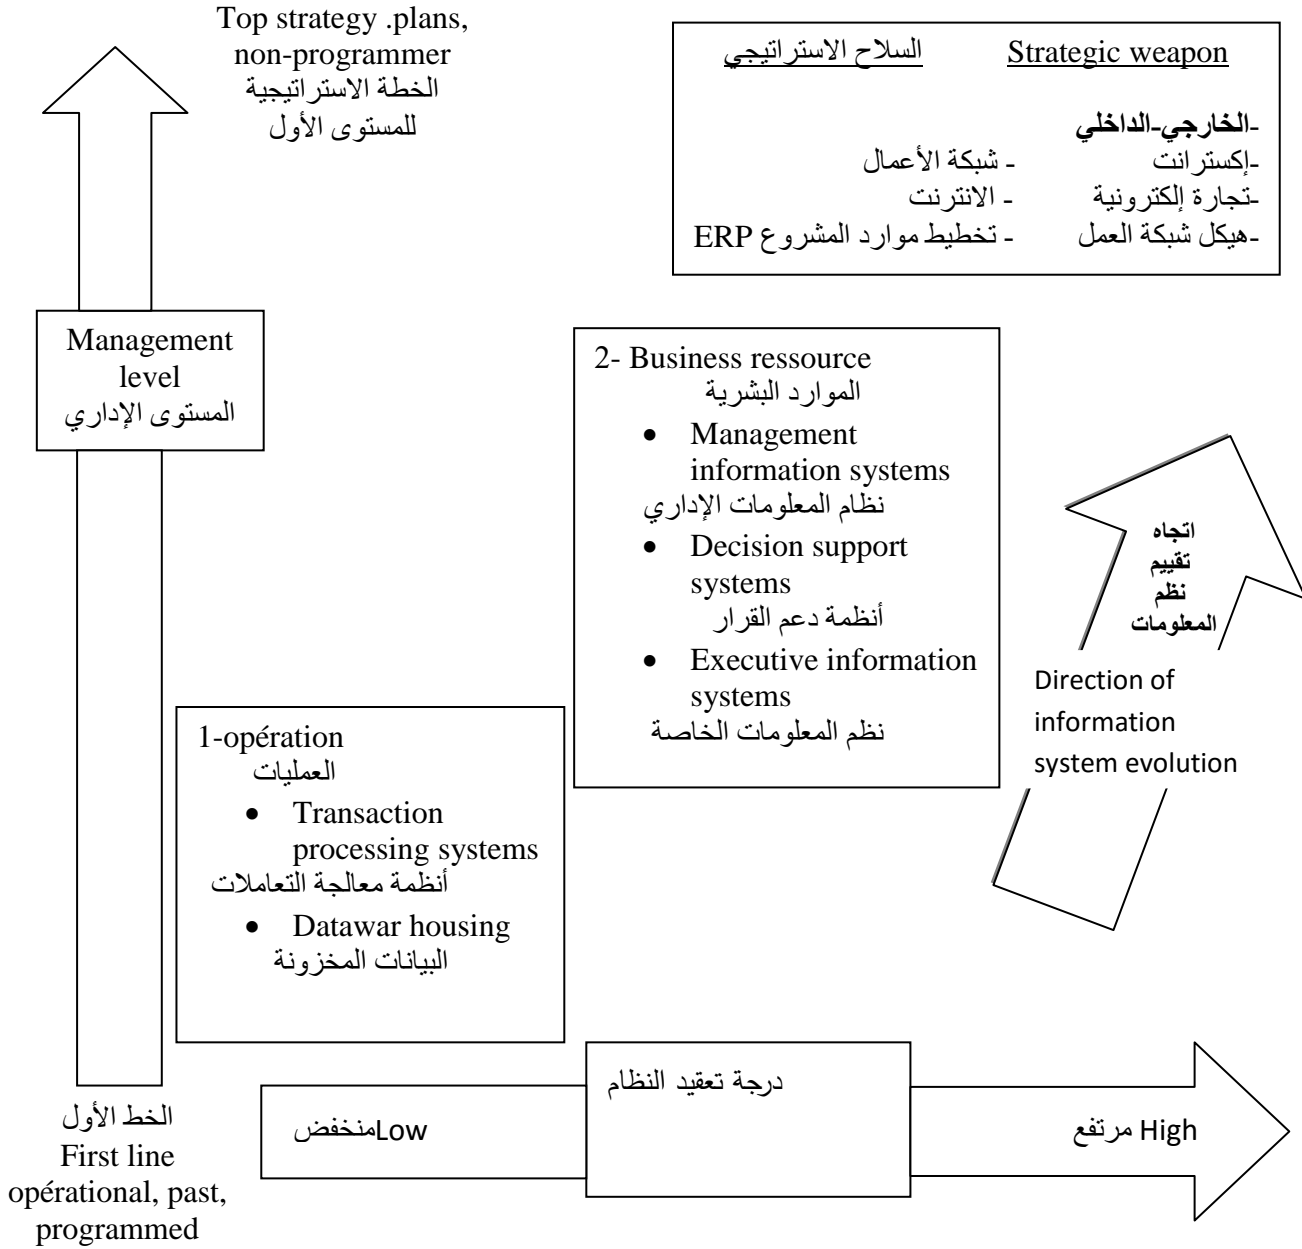 Top strategy .plans,
non-programmer
الخطة الاستراتيجية
للمستوى الأول
السلاح الاستراتيجي Strategic weapon
-الخارجي-الداخلي
-إكسترانت - شبكة الأعمال
-تجارة إلكترونية - الانترنت
-هيكل شبكة العمل - تخطيط موارد المشروع ERP
Management
level
المستوى الإداري
2- Business ressource
الموارد البشرية
• Management
information systems
نظام المعلومات الإداري
• Decision support
systems
أنظمة دعم القرار
• Executive information
systems
نظم المعلومات الخاصة
اتجاه
تقييم
نظم
المعلومات
Direction of
information
system evolution
1-opération
العمليات
• Transaction
processing systems
أنظمة معالجة التعاملات
• Datawar housing
البيانات المخزونة
الخط الأول
First line
opérational, past,
programmed
منخفض Low
درجة تعقيد النظام
مرتفع High